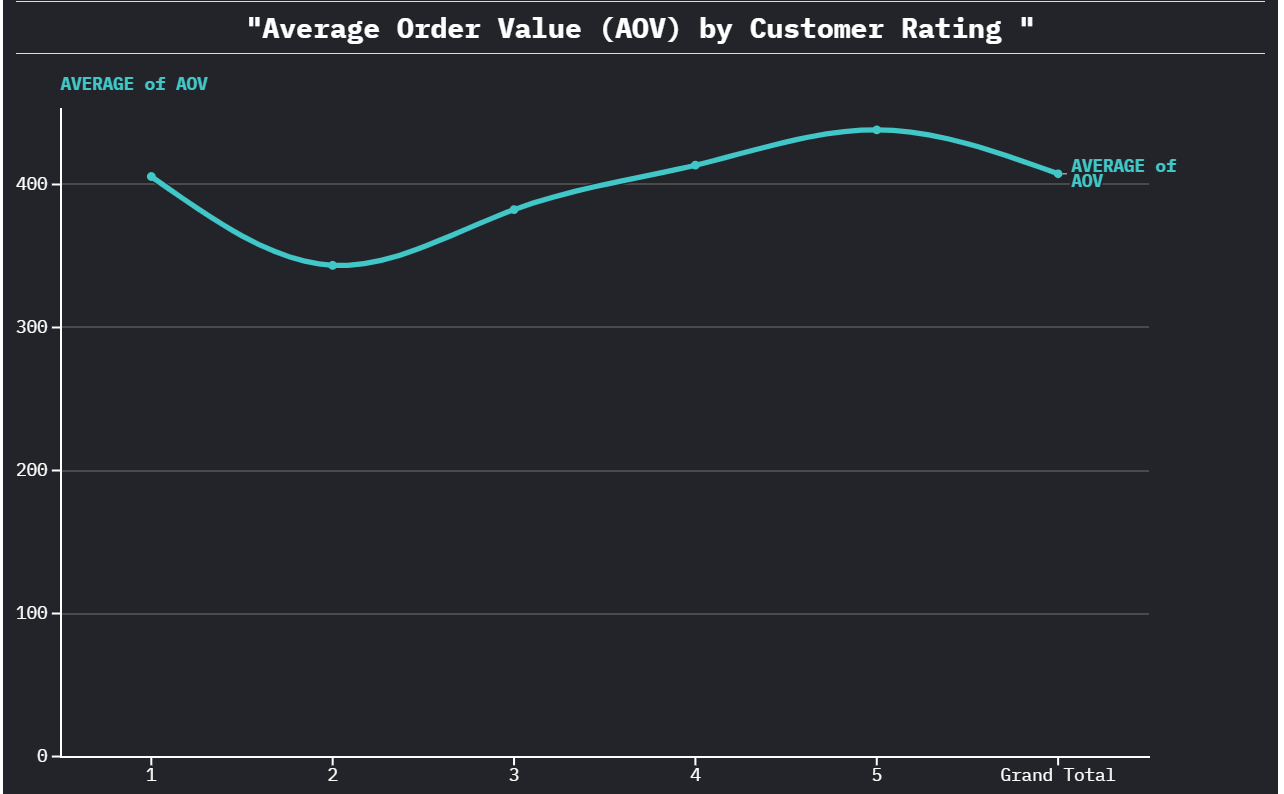 "Average Order Value (AOV) by Customer Rating "
AVERAGE of AOV
AVERAGE of
AOV
400
300
200
100
0
1 2 3 4 5 Grand Total